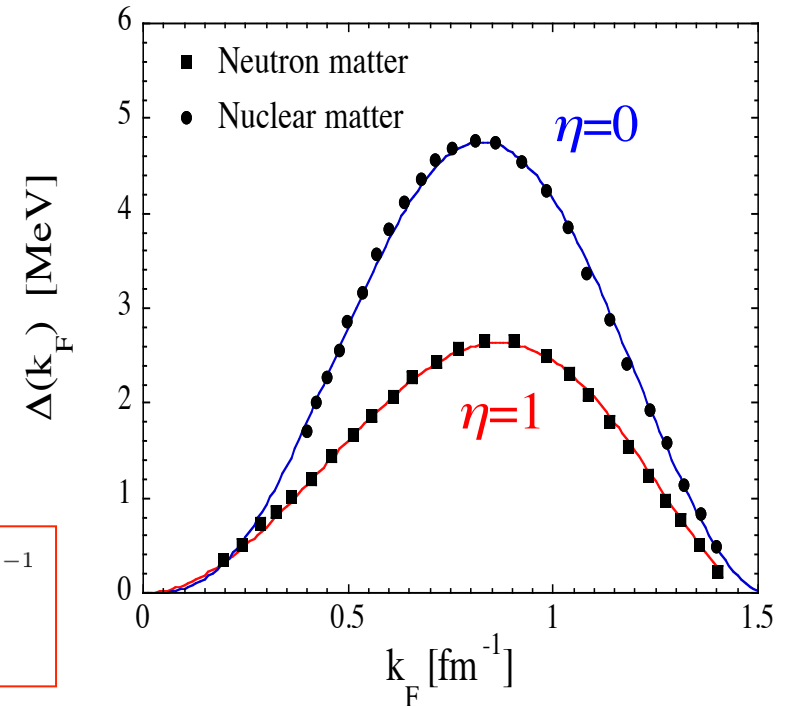 6
Neutron matter
Nuclear matter
η=0
5
4
3
2
1
0
Δ(k_F) [MeV]
η=1
−1
0
0.5
1
1.5
k_F [fm^-1]